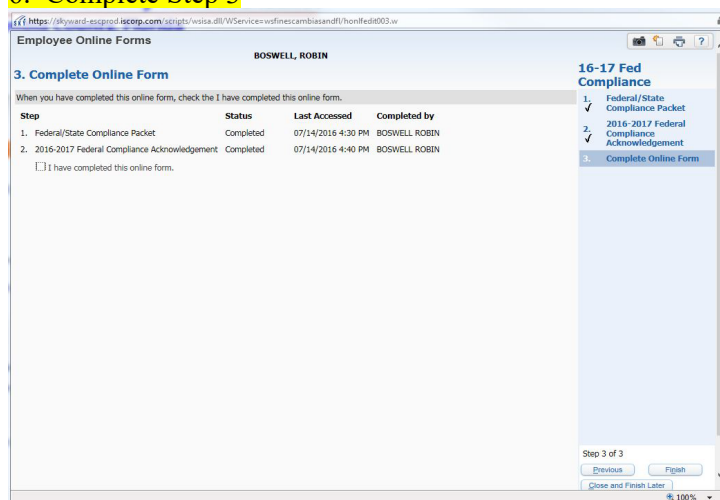 6. Complete Step 3
https://skyward-escprod.iscorp.com/scripts/wsisa.dll/WService=wsfinescambiasandfl/honlfedit003.w
Employee Online Forms
BOSWELL, ROBIN
3. Complete Online Form
When you have completed this online form, check the I have completed this online form.
Step Status Last Accessed Completed by
1. Federal/State Compliance Packet Completed 07/14/2016 4:30 PM BOSWELL ROBIN
2. 2016-2017 Federal Compliance Acknowledgement Completed 07/14/2016 4:40 PM BOSWELL ROBIN
I have completed this online form.
?
16-17 Fed
Compliance
1. Federal/State
Compliance Packet
2. 2016-2017 Federal
Compliance
Acknowledgement
3. Complete Online Form
Step 3 of 3
Previous Finish
Close and Finish Later
100%